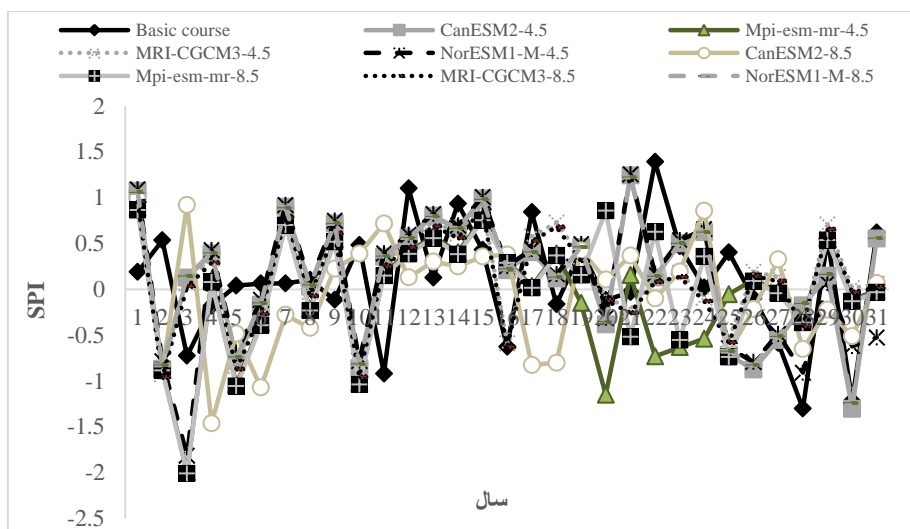 Basic course CanESM2-4.5 Mpi-esm-mr-4.5
MRI-CGCM3-4.5 NorESM1-M-4.5 CanESM2-8.5
Mpi-esm-mr-8.5 MRI-CGCM3-8.5 NorESM1-M-8.5
2
1.5
1
0.5
0
-0.5
-1
-1.5
-2
-2.5
SPI
1 2 3 4 5 6 7 8 9 10 11 12 13 14 15 16 17 18 19 20 21 22 23 24 25 26 27 28 29 30 31
سال